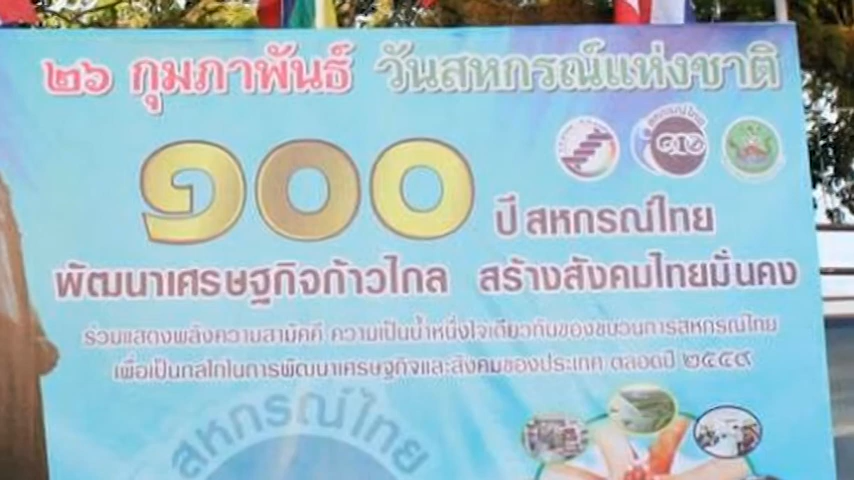 ๒๖ กุมภาพันธ์ วันสหกรณ์แห่งชาติ
๑๐๐ ปี สหกรณ์ไทย
พัฒนาเศรษฐกิจก้าวไกล สร้างสังคมไทยมั่นคง
ร่วมแสดงพลังความสามัคคี ความเป็นน้ำหนึ่งใจเดียวกันของขบวนการสหกรณ์ไทย
เพื่อเป็นกลไกในการพัฒนาเศรษฐกิจและสังคมของประเทศ ตลอดปี ๒๕๕๙
สหกรณ์ไทย